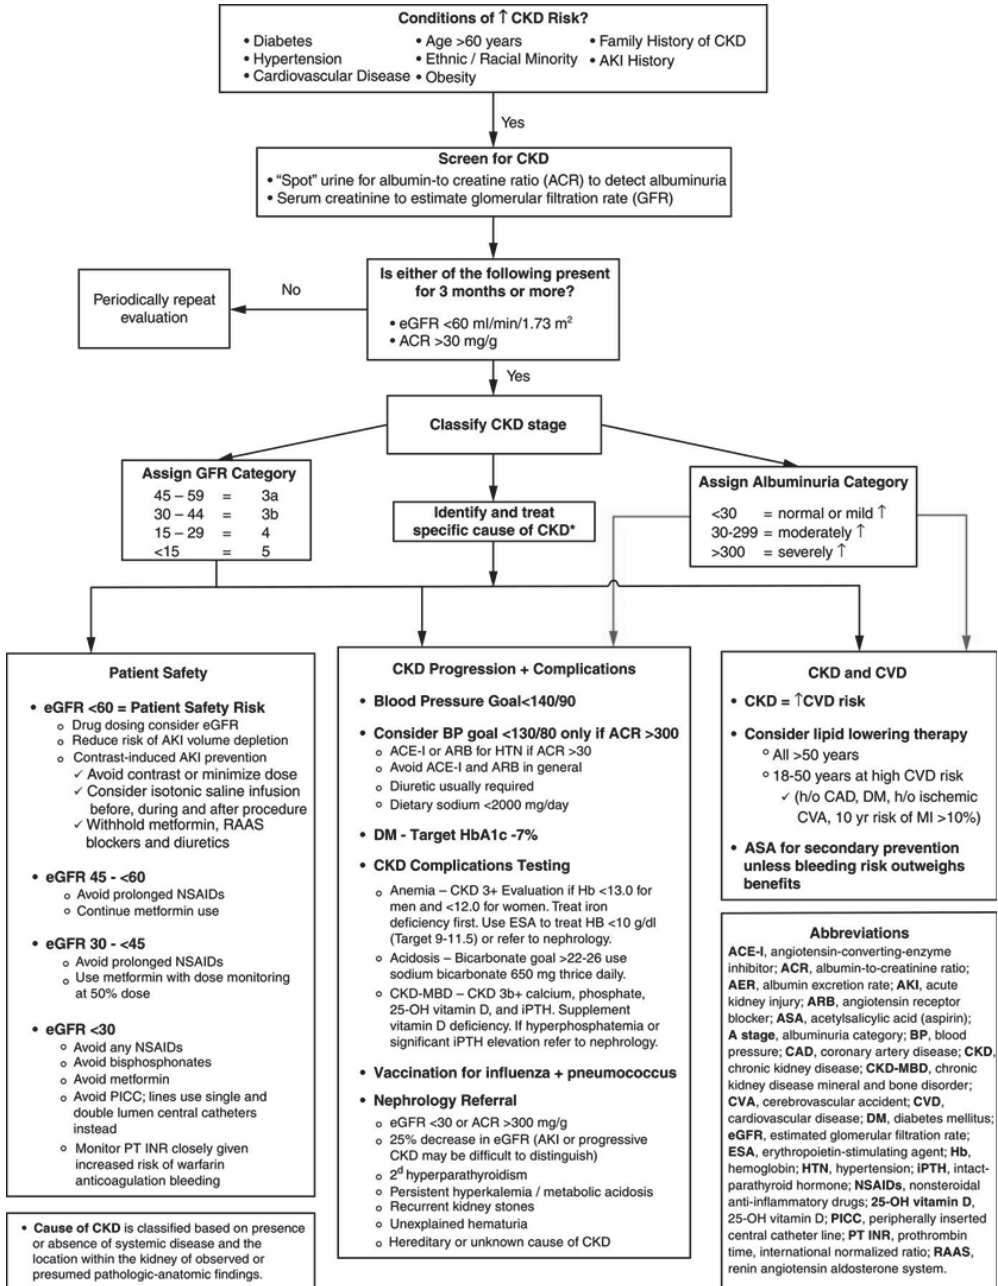 Conditions of ↑ CKD Risk?
• Diabetes
• Hypertension
• Cardiovascular Disease
• Age >60 years
• Ethnic / Racial Minority
• Obesity
• Family History of CKD
• AKI History
Yes
Screen for CKD
• “Spot” urine for albumin-to creatine ratio (ACR) to detect albuminuria
• Serum creatinine to estimate glomerular filtration rate (GFR)
Is either of the following present
for 3 months or more?
• eGFR <60 ml/min/1.73 m²
• ACR >30 mg/g
No
Periodically repeat
evaluation
Yes
Classify CKD stage
Assign GFR Category
45 – 59 = 3a
30 – 44 = 3b
15 – 29 = 4
<15 = 5
Identify and treat
specific cause of CKD*
Assign Albuminuria Category
<30 = normal or mild ↑
30-299 = moderately ↑
>300 = severely ↑
Patient Safety
• eGFR <60 = Patient Safety Risk
○ Drug dosing consider eGFR
○ Reduce risk of AKI volume depletion
○ Contrast-induced AKI prevention
✓ Avoid contrast or minimize dose
✓ Consider isotonic saline infusion
before, during and after procedure
✓ Withhold metformin, RAAS
blockers and diuretics
• eGFR 45 - <60
○ Avoid prolonged NSAIDs
○ Continue metformin use
• eGFR 30 - <45
○ Avoid prolonged NSAIDs
○ Use metformin with dose monitoring
at 50% dose
• eGFR <30
○ Avoid any NSAIDs
○ Avoid bisphosphonates
○ Avoid metformin
○ Avoid PICC; lines use single and
double lumen central catheters
instead
○ Monitor PT INR closely given
increased risk of warfarin
anticoagulation bleeding
• Cause of CKD is classified based on presence
or absence of systemic disease and the
location within the kidney of observed or
presumed pathologic-anatomic findings.
CKD Progression + Complications
• Blood Pressure Goal<140/90
• Consider BP goal <130/80 only if ACR >300
○ ACE-I or ARB for HTN if ACR >30
○ Avoid ACE-I and ARB in general
○ Diuretic usually required
○ Dietary sodium <2000 mg/day
• DM - Target HbA1c -7%
• CKD Complications Testing
○ Anemia – CKD 3+ Evaluation if Hb <13.0 for
men and <12.0 for women. Treat iron
deficiency first. Use ESA to treat HB <10 g/dl
(Target 9-11.5) or refer to nephrology.
○ Acidosis – Bicarbonate goal >22-26 use
sodium bicarbonate 650 mg thrice daily.
○ CKD-MBD – CKD 3b+ calcium, phosphate,
25-OH vitamin D, and iPTH. Supplement
vitamin D deficiency. If hyperphosphatemia or
significant iPTH elevation refer to nephrology.
• Vaccination for influenza + pneumococcus
• Nephrology Referral
○ eGFR <30 or ACR >300 mg/g
○ 25% decrease in eGFR (AKI or progressive
CKD may be difficult to distinguish)
○ 2ᵈ hyperparathyroidism
○ Persistent hyperkalemia / metabolic acidosis
○ Recurrent kidney stones
○ Unexplained hematuria
○ Hereditary or unknown cause of CKD
CKD and CVD
• CKD = ↑CVD risk
• Consider lipid lowering therapy
○ All >50 years
○ 18-50 years at high CVD risk
✓ (h/o CAD, DM, h/o ischemic
CVA, 10 yr risk of MI >10%)
• ASA for secondary prevention
unless bleeding risk outweighs
benefits
Abbreviations
ACE-I, angiotensin-converting-enzyme
inhibitor; ACR, albumin-to-creatinine ratio;
AER, albumin excretion rate; AKI, acute
kidney injury; ARB, angiotensin receptor
blocker; ASA, acetylsalicylic acid (aspirin);
A stage, albuminuria category; BP, blood
pressure; CAD, coronary artery disease; CKD,
chronic kidney disease; CKD-MBD, chronic
kidney disease mineral and bone disorder;
CVA, cerebrovascular accident; CVD,
cardiovascular disease; DM, diabetes mellitus;
eGFR, estimated glomerular filtration rate;
ESA, erythropoietin-stimulating agent; Hb,
hemoglobin; HTN, hypertension; iPTH, intact-
parathyroid hormone; NSAIDs, nonsteroidal
anti-inflammatory drugs; 25-OH vitamin D,
25-OH vitamin D; PICC, peripherally inserted
central catheter line; PT INR, prothrombin
time, international normalized ratio; RAAS,
renin angiotensin aldosterone system.